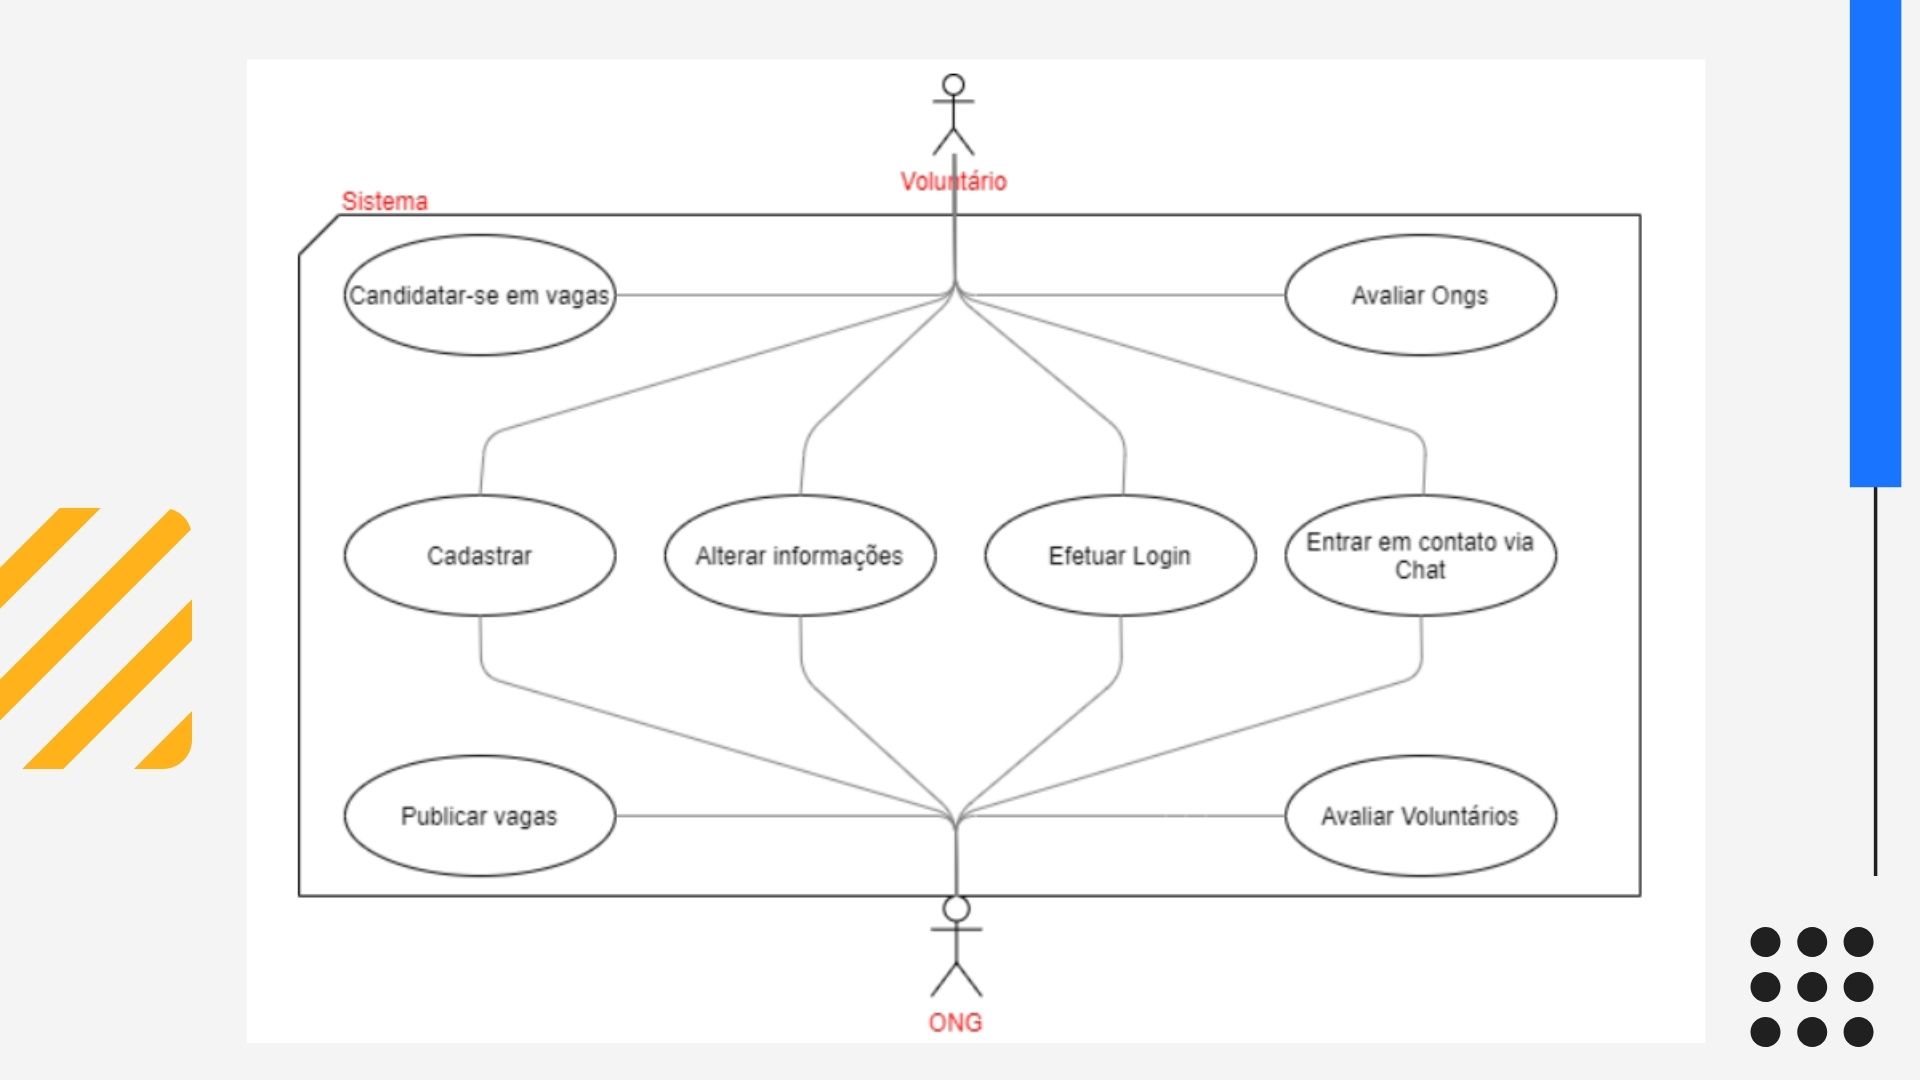 Voluntário
Sistema
Candidatar-se em vagas
Avaliar Ongs
Cadastrar
Alterar informações
Efetuar Login
Entrar em contato via
Chat
Publicar vagas
Avaliar Voluntários
ONG